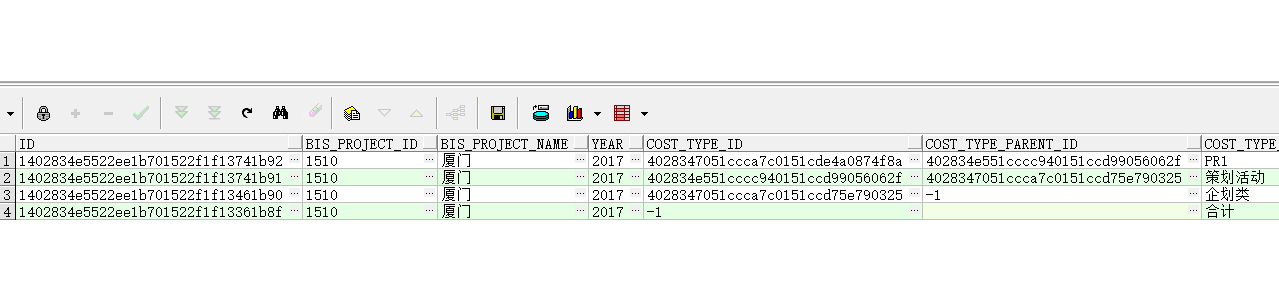 ID BIS_PROJECT_ID BIS_PROJECT_NAME YEAR COST_TYPE_ID COST_TYPE_PARENT_ID COST_TYPE_
1 1402834e5522ee1b701522f1f13741b92 ... 1510 ... 厦门 ... 2017 ... 4028347051ccca7c0151cde4a0874f8a ... 402834e551cccc940151ccd99056062f ... PR1
2 1402834e5522ee1b701522f1f13741b91 ... 1510 ... 厦门 ... 2017 ... 402834e551cccc940151ccd99056062f ... 4028347051ccca7c0151ccd75e790325 ... 策划活动
3 1402834e5522ee1b701522f1f13461b90 ... 1510 ... 厦门 ... 2017 ... 4028347051ccca7c0151ccd75e790325 ... -1 ... 企划类
4 1402834e5522ee1b701522f1f13361b8f ... 1510 ... 厦门 ... 2017 ... -1 ... ... 合计